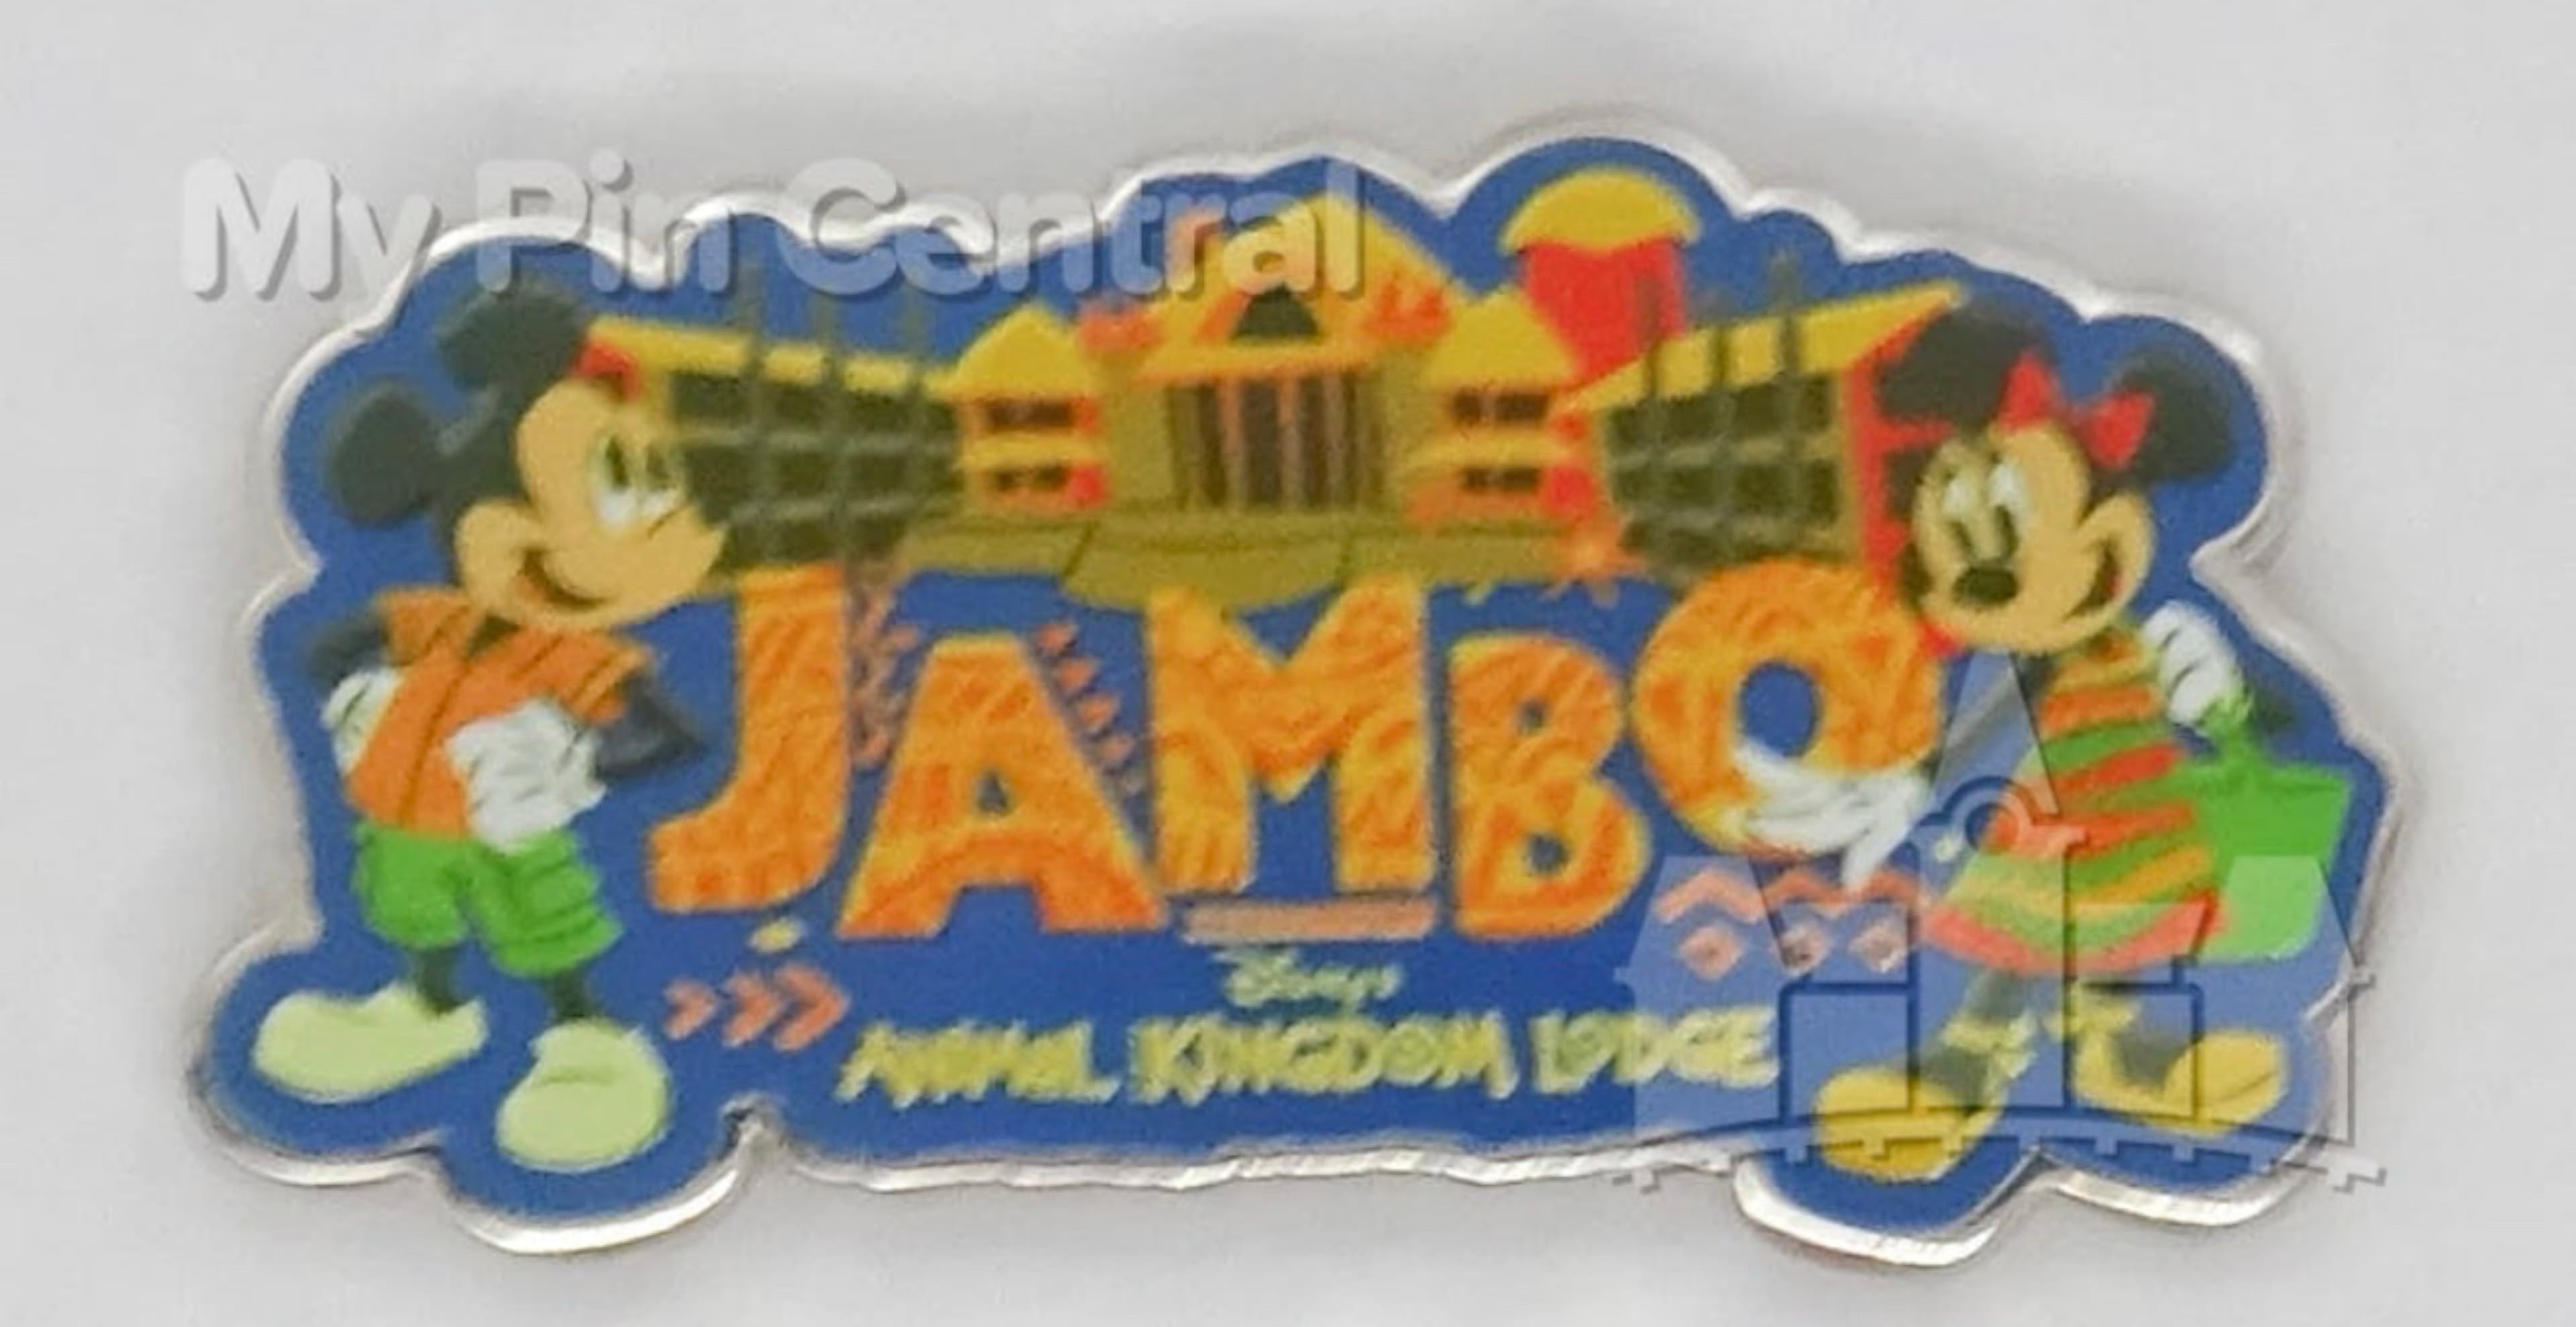 My Pin Central
JAMBO
Disney's
ANIMAL KINGDOM LODGE